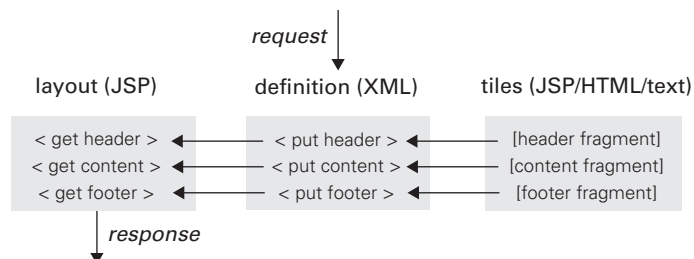 request
layout (JSP)
definition (XML)
tiles (JSP/HTML/text)
< get header >
< put header >
[header fragment]
< get content >
< put content >
[content fragment]
< get footer >
< put footer >
[footer fragment]
response